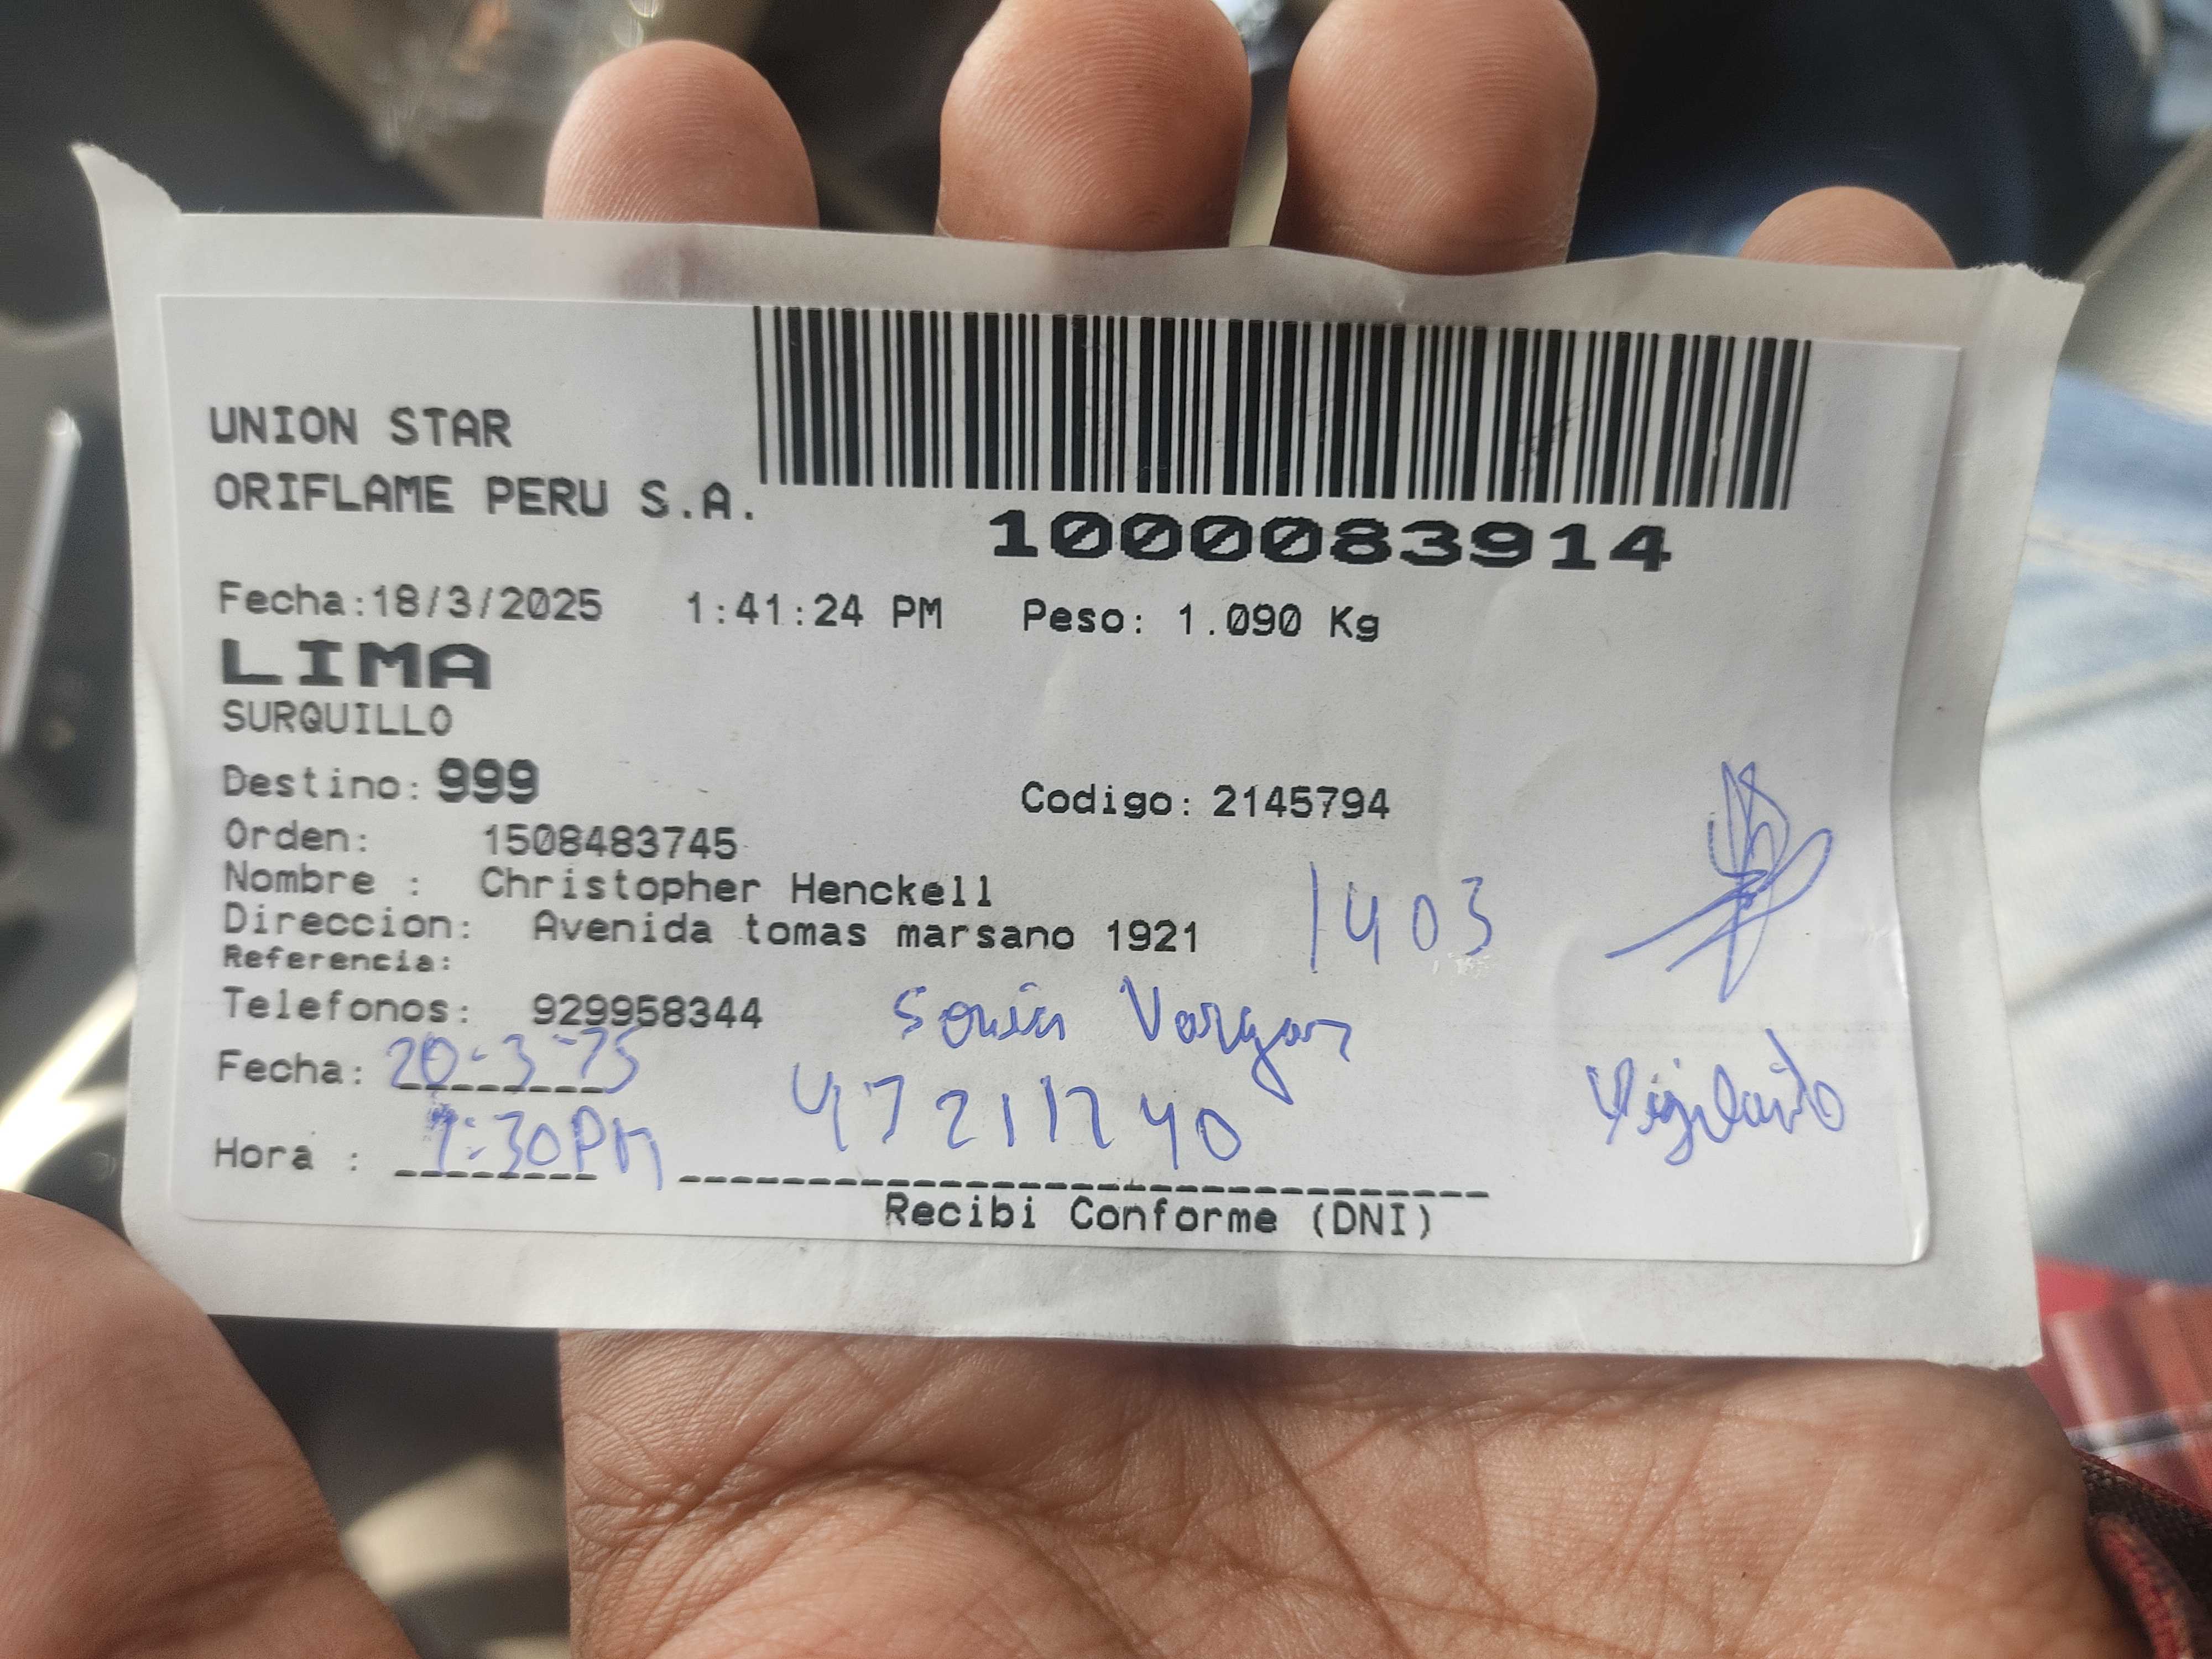 UNION STAR
ORIFLAME PERU S.A.
1000083914
Fecha:18/3/2025 1:41:24 PM Peso: 1.090 Kg
LIMA
SURQUILLO
Destino: 999 Codigo: 2145794
Orden: 1508483745
Nombre : Christopher Henckell
Direccion: Avenida tomas marsano 1921 1403
Referencia:
Telefonos: 929958344 Sonia Vargas
Fecha: 20-3-25
47211240 Vigilante
Hora : :30PM
Recibi Conforme (DNI)